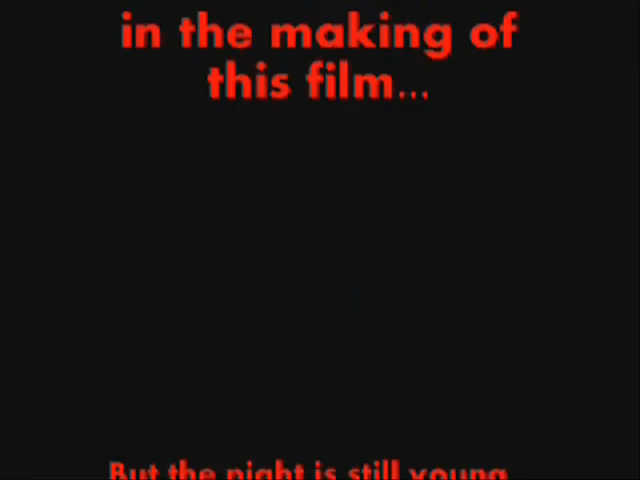 in the making of
this film...
But the night is still young